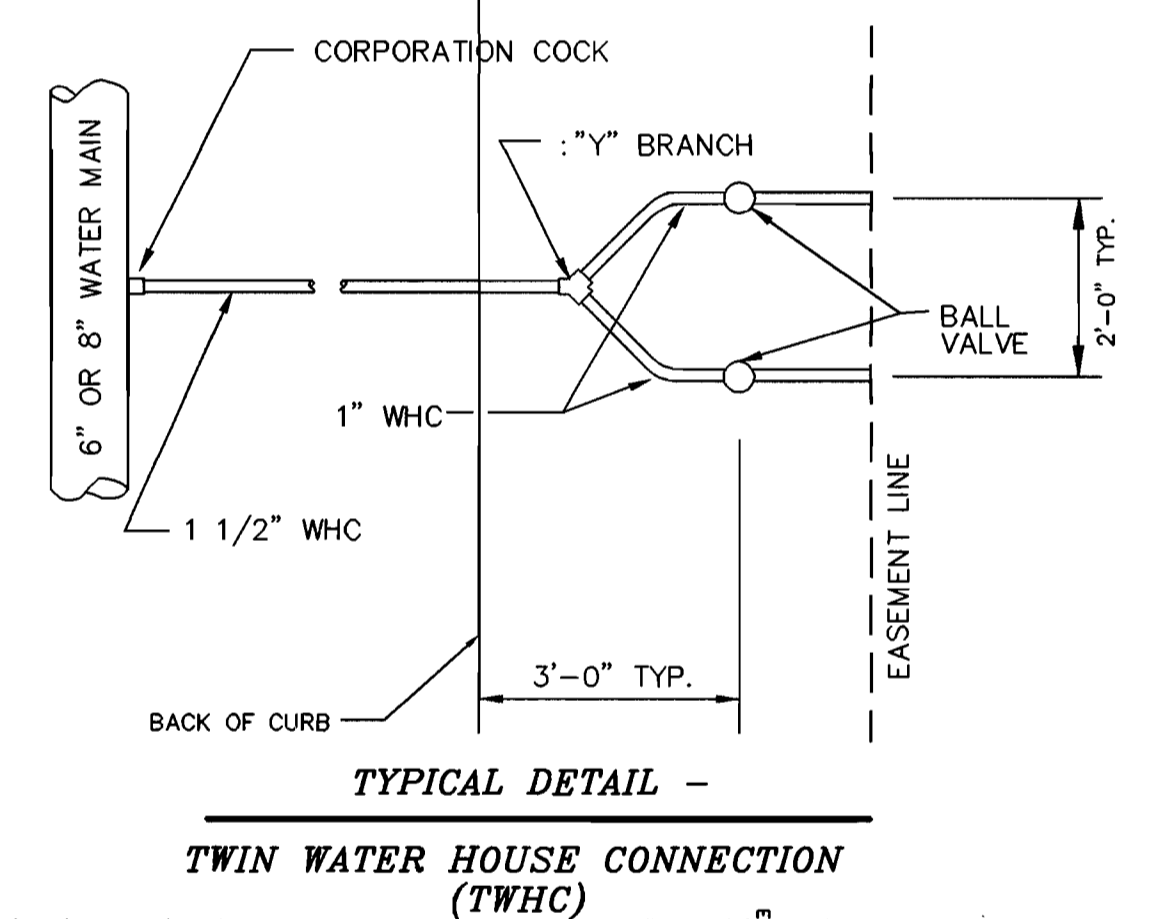 CORPORATION COCK
:"Y" BRANCH
6" OR 8" WATER MAIN
2'-0" TYP.
BALL
VALVE
1" WHC
1 1/2" WHC
EASEMENT LINE
3'-0" TYP.
BACK OF CURB
TYPICAL DETAIL -
TWIN WATER HOUSE CONNECTION
(TWHC)